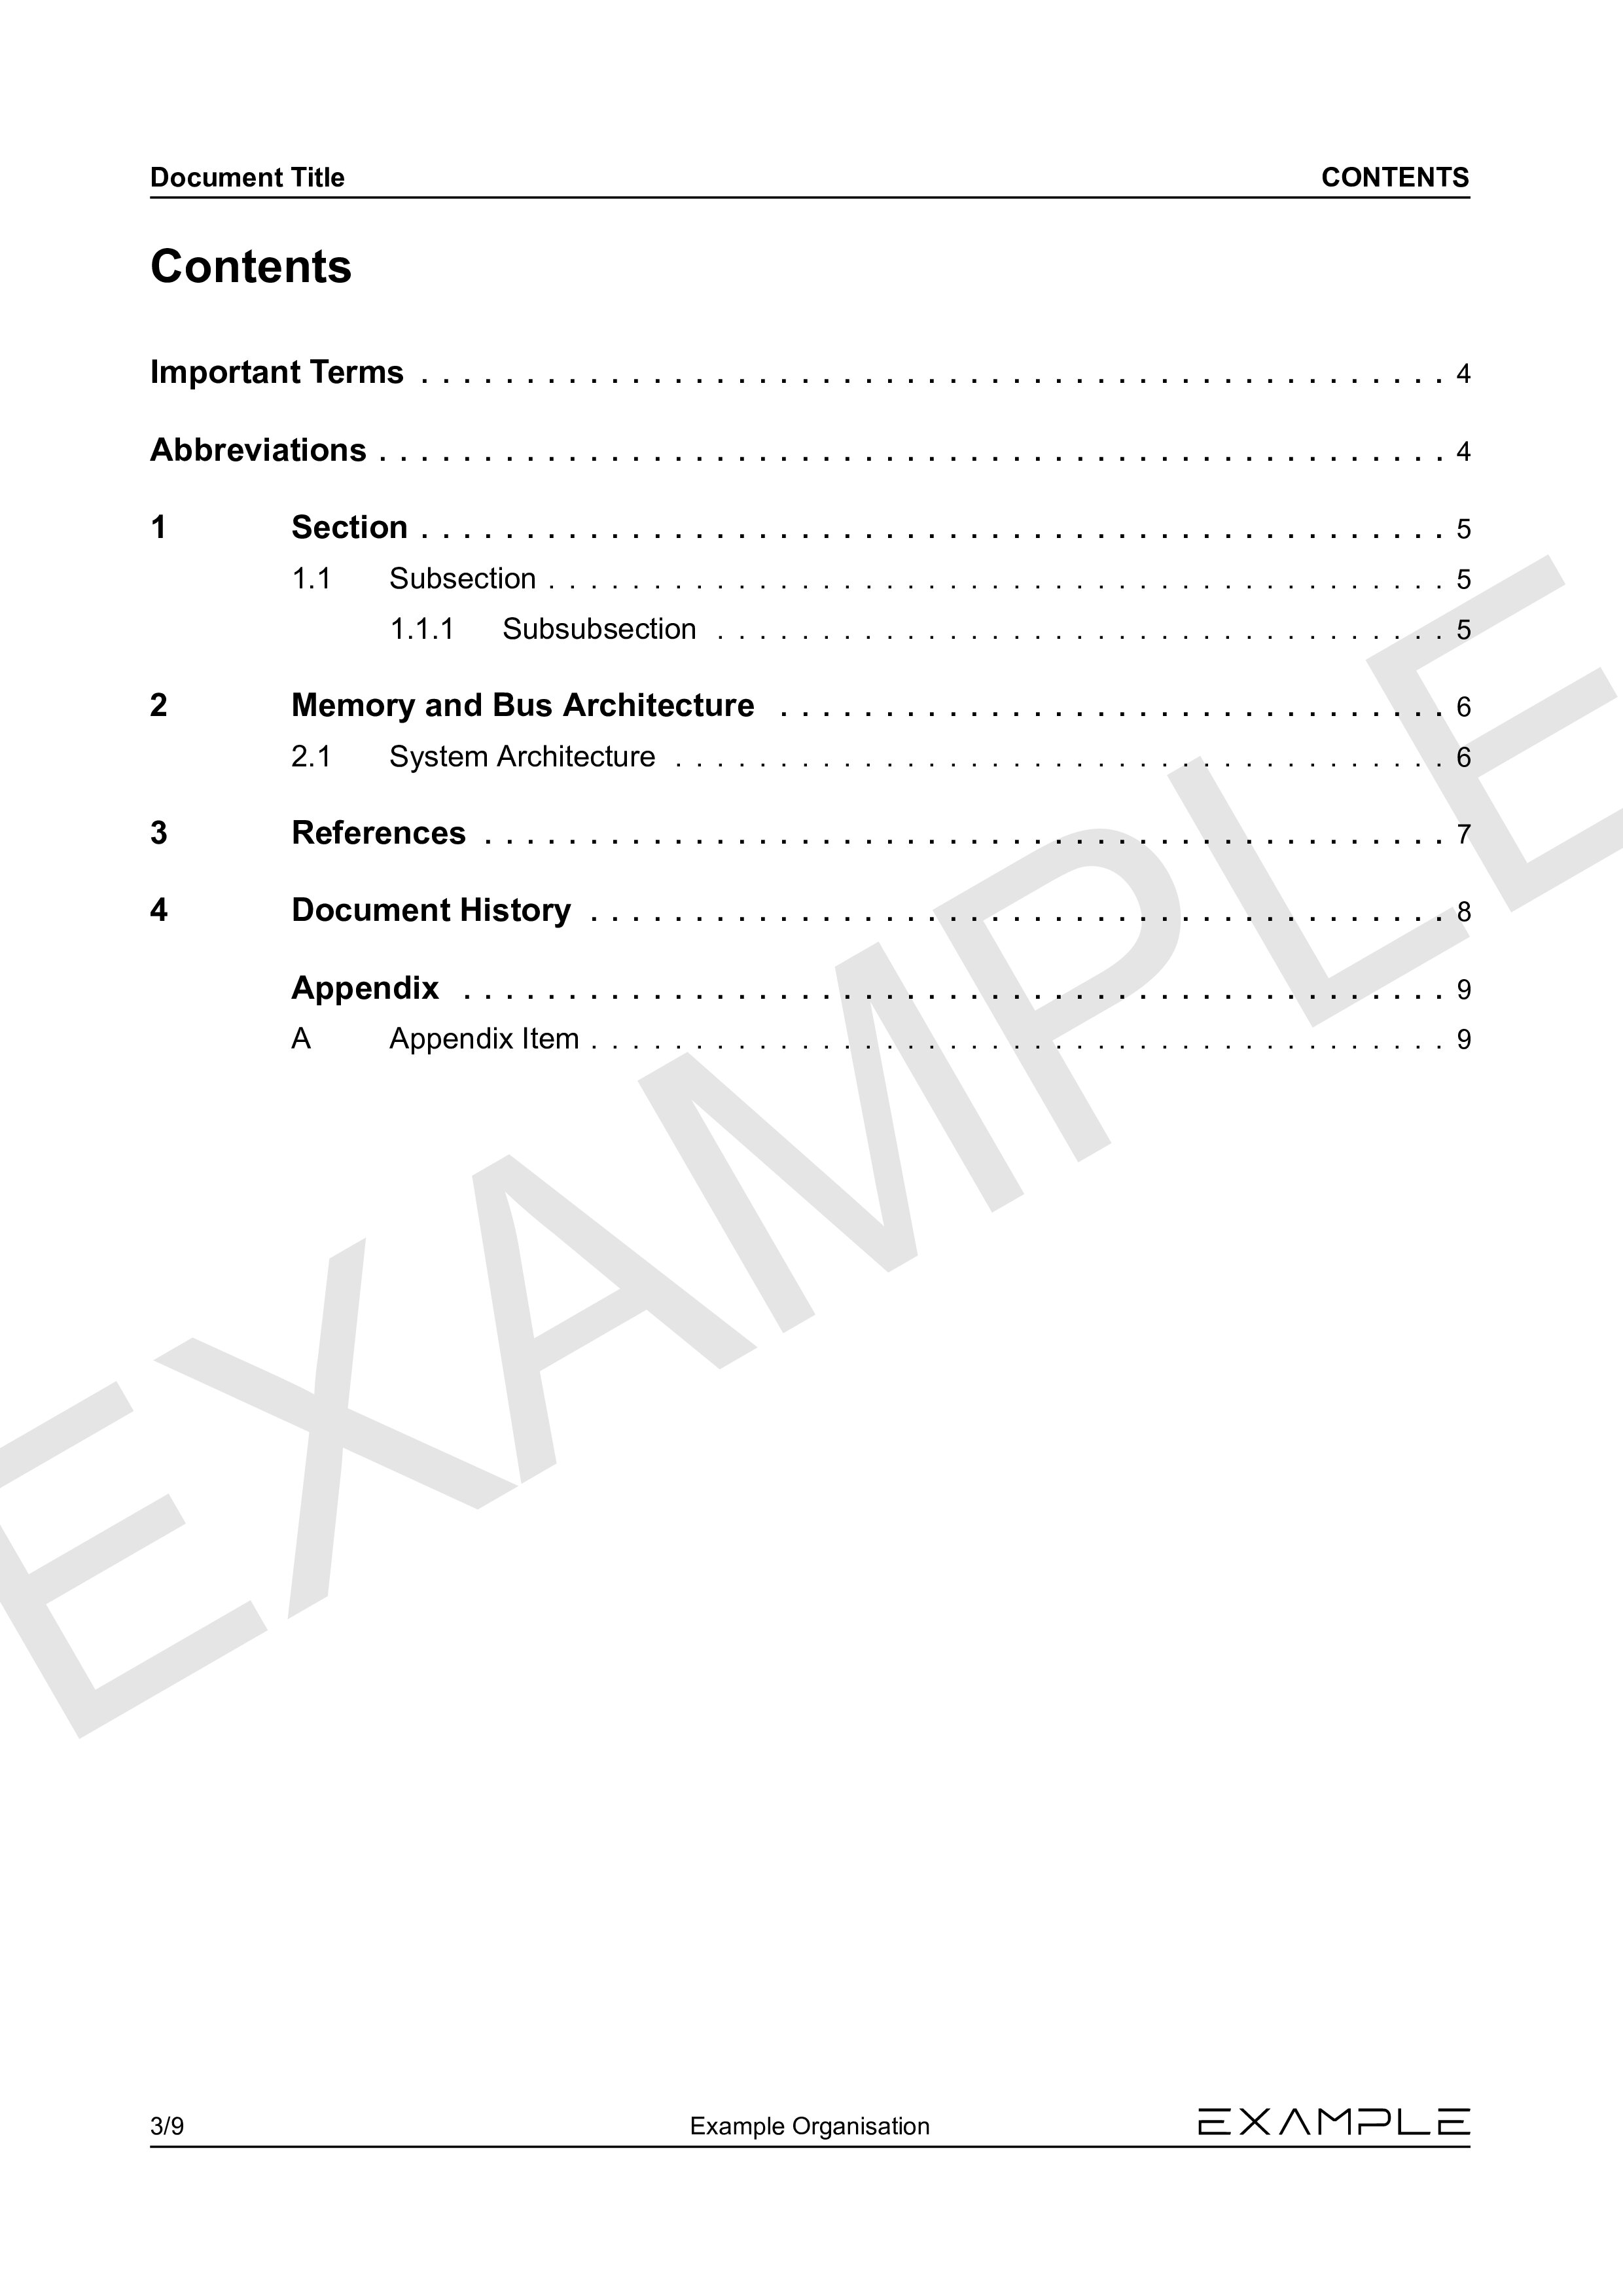 Document Title CONTENTS
Contents
Important Terms . . . . . . . . . . . . . . . . . . . . . . . . . . . . . . . . . . . . . . . . . . . . . . . . . 4
Abbreviations . . . . . . . . . . . . . . . . . . . . . . . . . . . . . . . . . . . . . . . . . . . . . . . . . . . 4
1 Section . . . . . . . . . . . . . . . . . . . . . . . . . . . . . . . . . . . . . . . . . . . . . . . . . 5
1.1 Subsection . . . . . . . . . . . . . . . . . . . . . . . . . . . . . . . . . . . . . . . . . . . 5
1.1.1 Subsubsection . . . . . . . . . . . . . . . . . . . . . . . . . . . . . . . . . . . 5
2 Memory and Bus Architecture . . . . . . . . . . . . . . . . . . . . . . . . . . . . . . . . 6
2.1 System Architecture . . . . . . . . . . . . . . . . . . . . . . . . . . . . . . . . . . . . . 6
3 References . . . . . . . . . . . . . . . . . . . . . . . . . . . . . . . . . . . . . . . . . . . . . . 7
4 Document History . . . . . . . . . . . . . . . . . . . . . . . . . . . . . . . . . . . . . . . . . 8
Appendix . . . . . . . . . . . . . . . . . . . . . . . . . . . . . . . . . . . . . . . . . . . . . . . 9
A Appendix Item . . . . . . . . . . . . . . . . . . . . . . . . . . . . . . . . . . . . . . . . . 9
EXAMPLE
3/9 Example Organisation EXAMPLE